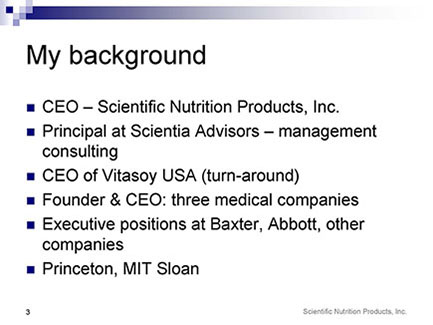 My background
CEO – Scientific Nutrition Products, Inc.
Principal at Scientia Advisors – management
consulting
CEO of Vitasoy USA (turn-around)
Founder & CEO: three medical companies
Executive positions at Baxter, Abbott, other
companies
Princeton, MIT Sloan
3
Scientific Nutrition Products, Inc.